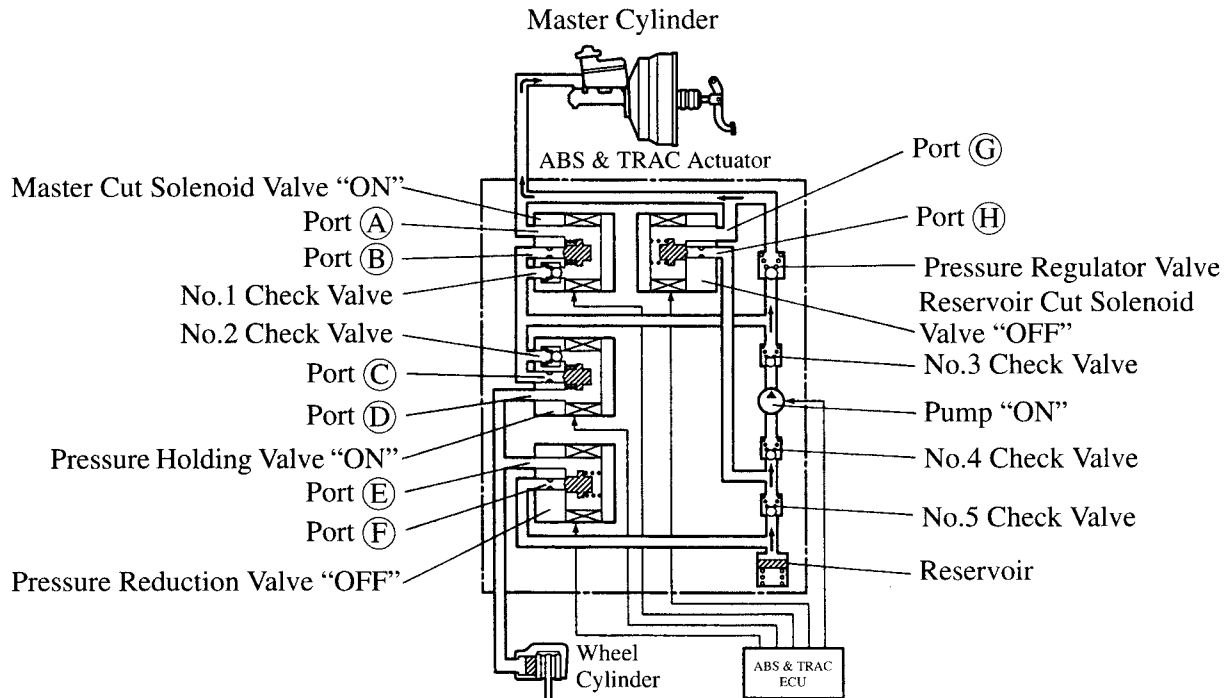 Master Cylinder
ABS & TRAC Actuator
Master Cut Solenoid Valve “ON”
Port Ⓐ
Port Ⓑ
No.1 Check Valve
No.2 Check Valve
Port Ⓒ
Port Ⓓ
Pressure Holding Valve “ON”
Port Ⓔ
Port Ⓕ
Pressure Reduction Valve “OFF”
Port Ⓖ
Port Ⓗ
Pressure Regulator Valve
Reservoir Cut Solenoid
Valve “OFF”
No.3 Check Valve
Pump “ON”
No.4 Check Valve
No.5 Check Valve
Reservoir
Wheel
Cylinder
ABS & TRAC
ECU